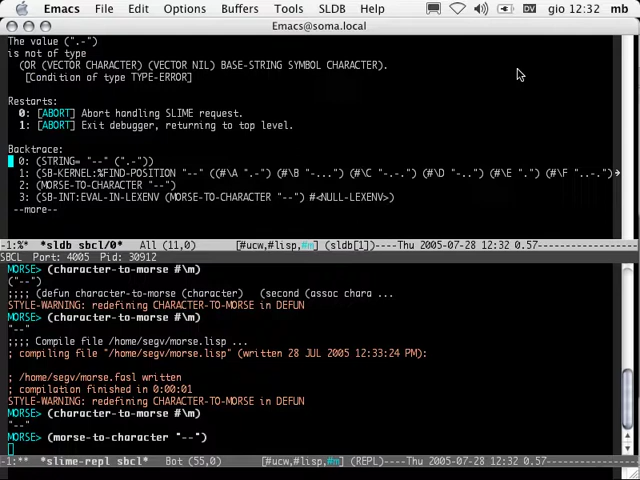 Emacs File Edit Options Buffers Tools SLDB Help DV gio 12:32 mm
Emacs@soma.local
The value (".-")
is not of type
(OR (VECTOR CHARACTER) (VECTOR NIL) BASE-STRING SYMBOL CHARACTER).
[Condition of type TYPE-ERROR]
Restarts:
0: [ABORT] Abort handling SLIME request.
1: [ABORT] Exit debugger, returning to top level.
Backtrace:
0: (STRING= "--" (".-"))
1: (SB-KERNEL:%FIND-POSITION "--" ((#\A ".-") (#\B "-...") (#\C "-.-.") (#\D "-..") (#\E ".") (#\F "..-.")
2: (MORSE-TO-CHARACTER "--")
3: (SB-INT:EVAL-IN-LEXENV (MORSE-TO-CHARACTER "--") #<NULL-LEXENV>)
--more--
-1:%* *sldb sbcl/0* All (11,0) [#ucw,#lisp,#m] (sldb[1])--Thu 2005-07-28 12:32 0.57
SBCL Port: 4005 Pid: 30912
MORSE> (character-to-morse #\m)
("--")
;;;; (defun character-to-morse (character) (second (assoc chara ...
STYLE-WARNING: redefining CHARACTER-TO-MORSE in DEFUN
MORSE> (character-to-morse #\m)
"--"
;;;; Compile file /home/segv/morse.lisp ...
; compiling file "/home/segv/morse.lisp" (written 28 JUL 2005 12:33:24 PM):
; /home/segv/morse.fasl written
; compilation finished in 0:00:01
STYLE-WARNING: redefining CHARACTER-TO-MORSE in DEFUN
MORSE> (character-to-morse #\m)
"--"
MORSE> (morse-to-character "--")
-1:** *slime-repl sbcl* Bot (55,0) [#ucw,#lisp,#m] (REPL)--Thu 2005-07-28 12:32 0.57